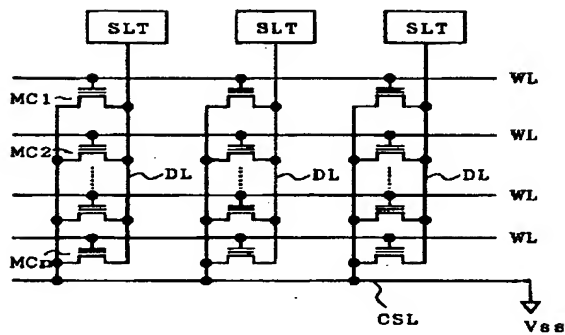 SLT SLT SLT
WL
MC1
WL
MC2
DL DL DL
WL
WL
MCn
CSL
Vss